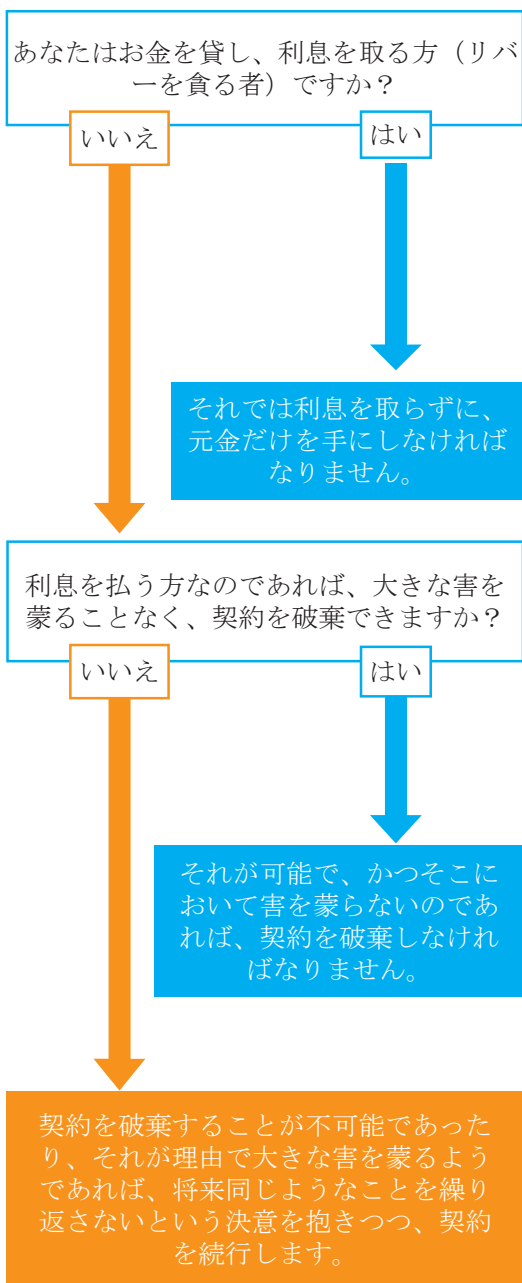 あなたはお金を貸し、利息を取る方（リバ
ーを貪る者）ですか？
いいえ
はい
それでは利息を取らずに、
元金だけを手にしなければ
なりません。
利息を払う方なのであれば、大きな害を
蒙ることなく、契約を破棄できますか？
いいえ
はい
それが可能で、かつそこに
おいて害を蒙らないのであ
れば、契約を破棄しなけれ
ばなりません。
契約を破棄することが不可能であった
り、それが理由で大きな害を蒙るよう
であれば、将来同じようなことを繰り
返さないという決意を抱きつつ、契約
を続行します。